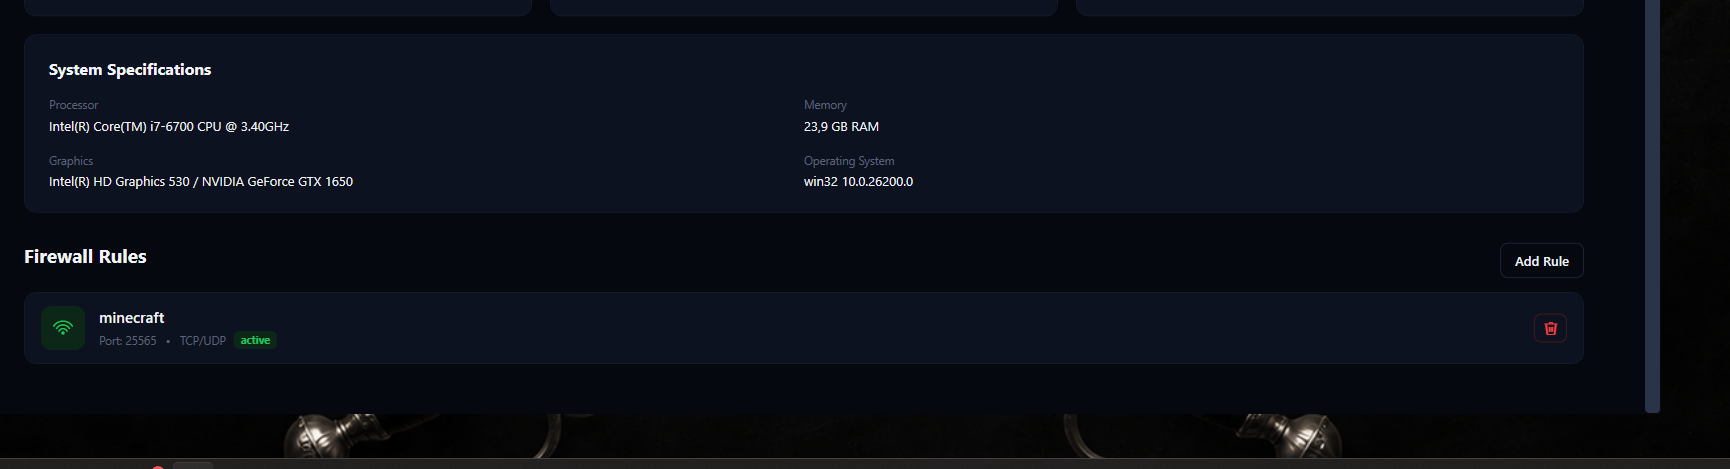 System Specifications
Processor
Memory
Intel(R) Core(TM) i7-6700 CPU @ 3.40GHz
23,9 GB RAM
Graphics
Operating System
Intel(R) HD Graphics 530 / NVIDIA GeForce GTX 1650
win32 10.0.26200.0
Firewall Rules
Add Rule
minecraft
Port: 25565 • TCP/UDP active